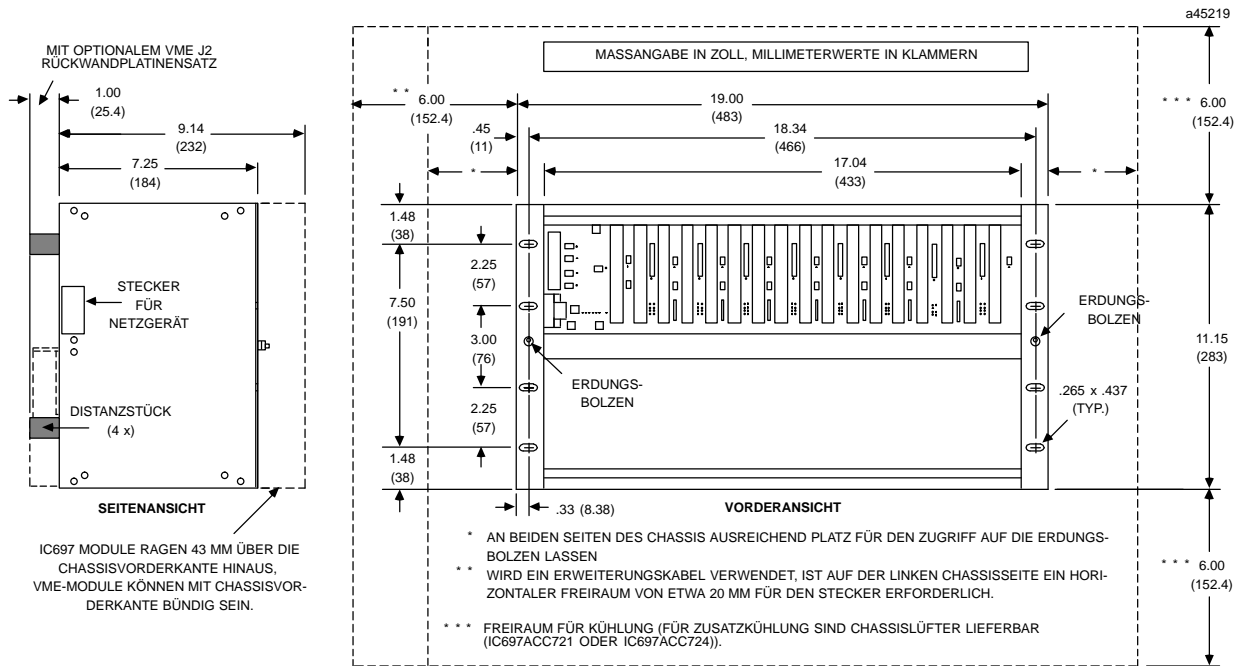 a45219
MIT OPTIONALEM VME J2
RÜCKWANDPLATINENSATZ
MASSANGABE IN ZOLL, MILLIMETERWERTE IN KLAMMERN
1.00
(25.4)
9.14
(232)
7.25
(184)
* *
6.00
(152.4)
19.00
(483)
* * * 6.00
(152.4)
.45
(11)
18.34
(466)
*
17.04
(433)
*
1.48
(38)
2.25
(57)
7.50
(191)
3.00
(76)
2.25
(57)
1.48
(38)
STECKER
FÜR
NETZGERÄT
DISTANZSTÜCK
(4 x)
ERDUNGS-
BOLZEN
ERDUNGS-
BOLZEN
11.15
(283)
.265 x .437
(TYP.)
SEITENANSICHT
.33 (8.38)
VORDERANSICHT
IC697 MODULE RAGEN 43 MM ÜBER DIE
CHASSISVORDERKANTE HINAUS,
VME-MODULE KÖNNEN MIT CHASSISVOR-
DERKANTE BÜNDIG SEIN.
* AN BEIDEN SEITEN DES CHASSIS AUSREICHEND PLATZ FÜR DEN ZUGRIFF AUF DIE ERDUNGS-
BOLZEN LASSEN
* * WIRD EIN ERWEITERUNGSKABEL VERWENDET, IST AUF DER LINKEN CHASSISSEITE EIN HORI-
ZONTALER FREIRAUM VON ETWA 20 MM FÜR DEN STECKER ERFORDERLICH.
* * * 6.00
(152.4)
* * * FREIRAUM FÜR KÜHLUNG (FÜR ZUSATZKÜHLUNG SIND CHASSISLÜFTER LIEFERBAR
(IC697ACC721 ODER IC697ACC724)).